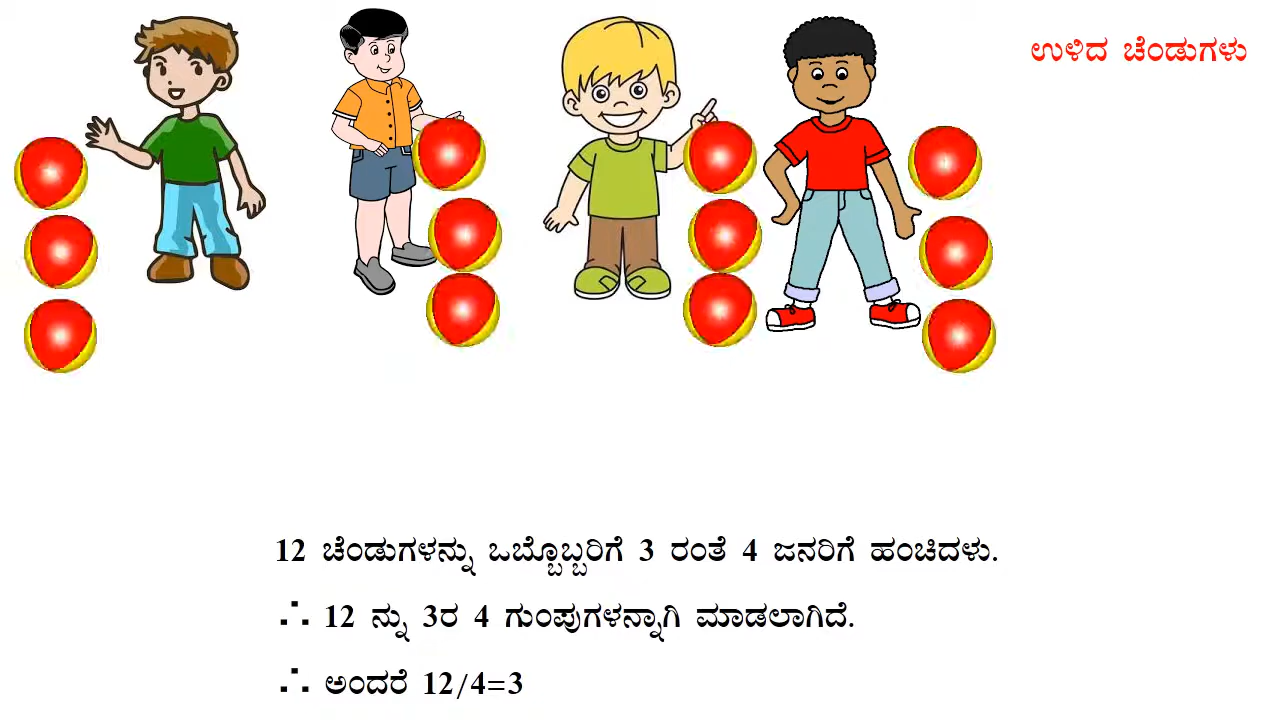 ಉಳಿದ ಚೆಂಡುಗಳು
12 ಚೆಂಡುಗಳನ್ನು ಒಬ್ಬೊಬ್ಬರಿಗೆ 3 ರಂತೆ 4 ಜನರಿಗೆ ಹಂಚಿದಳು.
∴ 12 ನ್ನು 3ರ 4 ಗುಂಪುಗಳನ್ನಾಗಿ ಮಾಡಲಾಗಿದೆ.
∴ ಅಂದರೆ 12/4=3